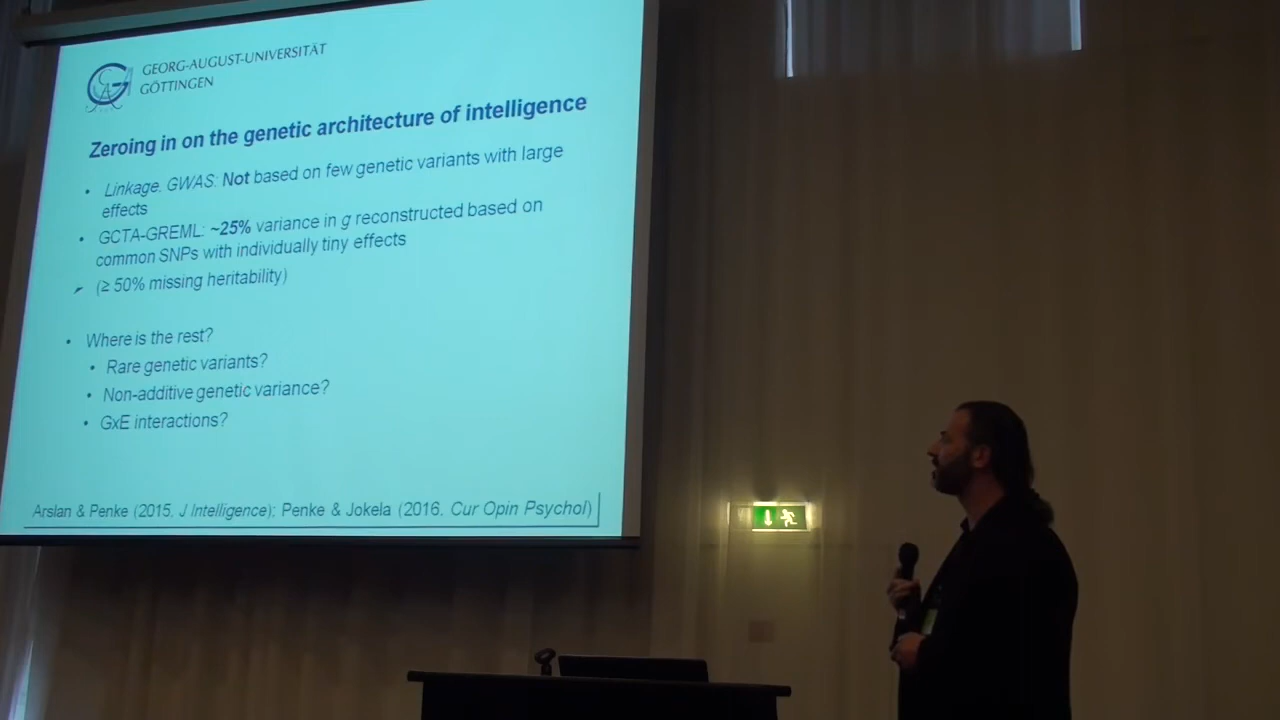 GEORG-AUGUST-UNIVERSITÄT
GÖTTINGEN
Zeroing in on the genetic architecture of intelligence
• Linkage. GWAS: Not based on few genetic variants with large
effects
• GCTA-GREML: ~25% variance in g reconstructed based on
common SNPs with individually tiny effects
➢ (≥ 50% missing heritability)
• Where is the rest?
• Rare genetic variants?
• Non-additive genetic variance?
• GxE interactions?
Arslan & Penke (2015. J Intelligence); Penke & Jokela (2016. Cur Opin Psychol)